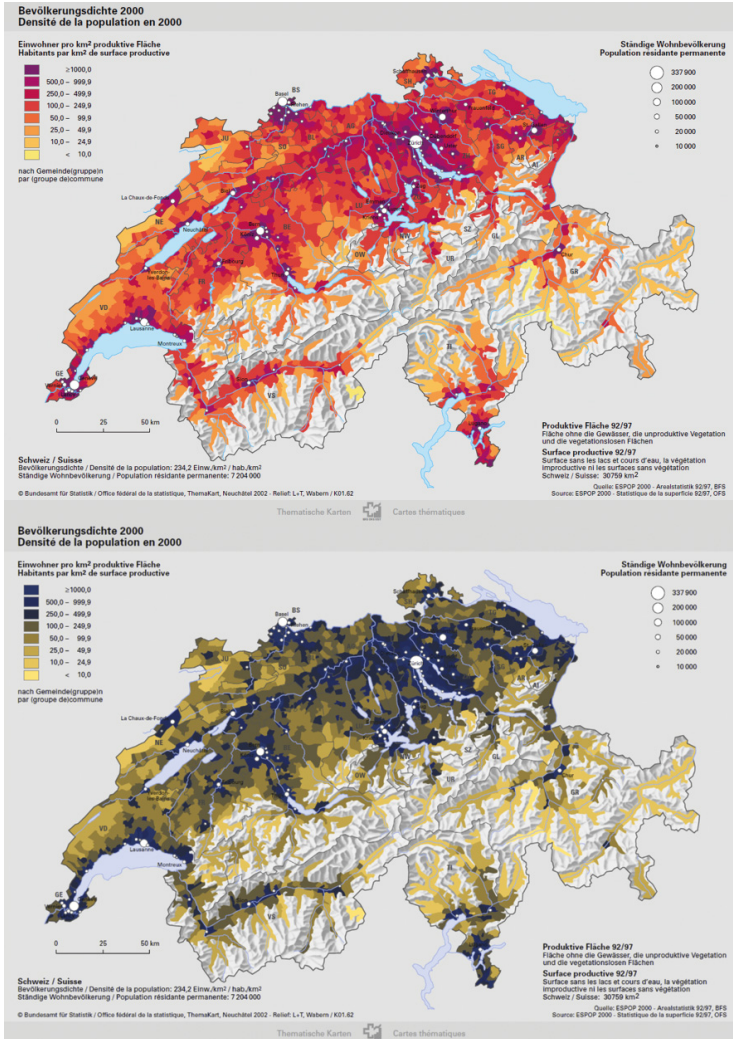 Bevölkerungsdichte 2000
Densité de la population en 2000
Einwohner pro km² produktive Fläche
Habitants par km² de surface productive
≥1000,0
500,0 – 999,9
250,0 – 499,9
100,0 – 249,9
50,0 – 99,9
25,0 – 49,9
10,0 – 24,9
< 10,0
nach Gemeinde(gruppe)n
par (groupe de)commune
Ständige Wohnbevölkerung
Population résidante permanente
337 900
200 000
100 000
50 000
20 000
10 000
Basel
BS
SH
TG
Zürich
JU
SO
AR
AI
SG
La Chaux-de-Fonds
NE
Neuchâtel
LU
SZ
GL
NW
OW
UR
Chur
GR
Yverdon-les-Bains
FR
VD
Lausanne
Montreux
GE
VS
TI
0 25 50 km
Produktive Fläche 92/97
Fläche ohne die Gewässer, die unproduktive Vegetation
und die vegetationslosen Flächen
Surface productive 92/97
Surface sans les lacs et cours d'eau, la végétation
improductive ni les surfaces sans végétation
Schweiz / Suisse: 30759 km²
Schweiz / Suisse
Bevölkerungsdichte / Densité de la population: 234,2 Einw./km² / hab./km²
Ständige Wohnbevölkerung / Population résidante permanente: 7 204 000
Quelle: ESPOP 2000 - Arealstatistik 92/97, BFS
Source: ESPOP 2000 - Statistique de la superficie 92/97, OFS
© Bundesamt für Statistik / Office fédéral de la statistique, ThemaKart, Neuchâtel 2002 - Relief: L+T, Wabern / K01.62
Thematische Karten Cartes thématiques
Bevölkerungsdichte 2000
Densité de la population en 2000
Einwohner pro km² produktive Fläche
Habitants par km² de surface productive
≥1000,0
500,0 – 999,9
250,0 – 499,9
100,0 – 249,9
50,0 – 99,9
25,0 – 49,9
10,0 – 24,9
< 10,0
nach Gemeinde(gruppe)n
par (groupe de)commune
Ständige Wohnbevölkerung
Population résidante permanente
337 900
200 000
100 000
50 000
20 000
10 000
Basel
BS
Zürich
JU
AR
AI
La Chaux-de-Fonds
NE
Neuchâtel
SZ
GL
OW
UR
Chur
GR
Yverdon-les-Bains
VD
Lausanne
Montreux
GE
VS
TI
0 25 50 km
Produktive Fläche 92/97
Fläche ohne die Gewässer, die unproduktive Vegetation
und die vegetationslosen Flächen
Surface productive 92/97
Surface sans les lacs et cours d'eau, la végétation
improductive ni les surfaces sans végétation
Schweiz / Suisse: 30759 km²
Schweiz / Suisse
Bevölkerungsdichte / Densité de la population: 234,2 Einw./km² / hab./km²
Ständige Wohnbevölkerung / Population résidante permanente: 7 204 000
Quelle: ESPOP 2000 - Arealstatistik 92/97, BFS
Source: ESPOP 2000 - Statistique de la superficie 92/97, OFS
© Bundesamt für Statistik / Office fédéral de la statistique, ThemaKart, Neuchâtel 2002 - Relief: L+T, Wabern / K01.62
Thematische Karten Cartes thématiques